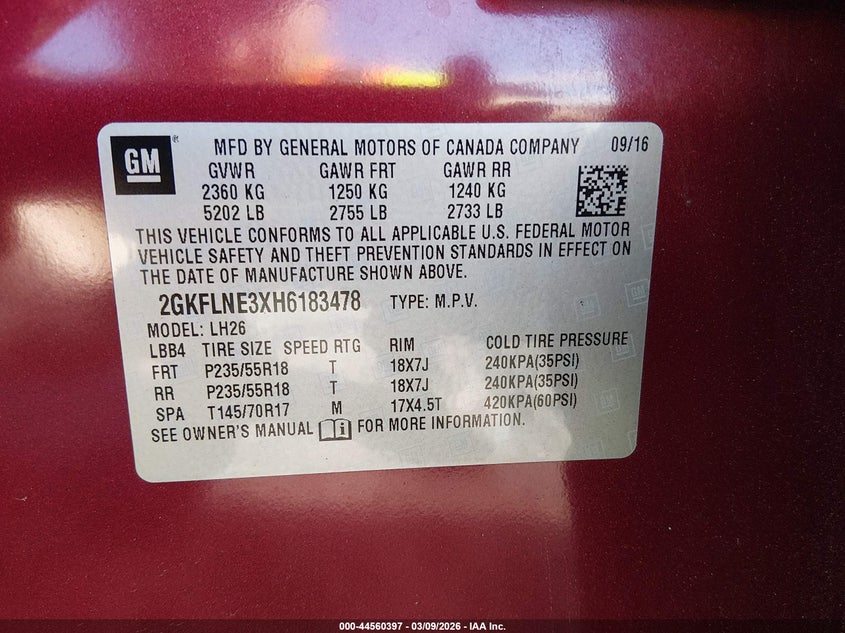 GM ® MFD BY GENERAL MOTORS OF CANADA COMPANY 09/16
GVWR GAWR FRT GAWR RR
2360 KG 1250 KG 1240 KG
5202 LB 2755 LB 2733 LB
THIS VEHICLE CONFORMS TO ALL APPLICABLE U.S. FEDERAL MOTOR
VEHICLE SAFETY AND THEFT PREVENTION STANDARDS IN EFFECT ON
THE DATE OF MANUFACTURE SHOWN ABOVE.
2GKFLNE3XH6183478 TYPE: M.P.V.
MODEL: LH26
LBB4 TIRE SIZE SPEED RTG RIM COLD TIRE PRESSURE
FRT P235/55R18 T 18X7J 240KPA(35PSI)
RR P235/55R18 T 18X7J 240KPA(35PSI)
SPA T145/70R17 M 17X4.5T 420KPA(60PSI)
SEE OWNER'S MANUAL FOR MORE INFORMATION.
000-44560397 - 03/09/2026 - IAA Inc.